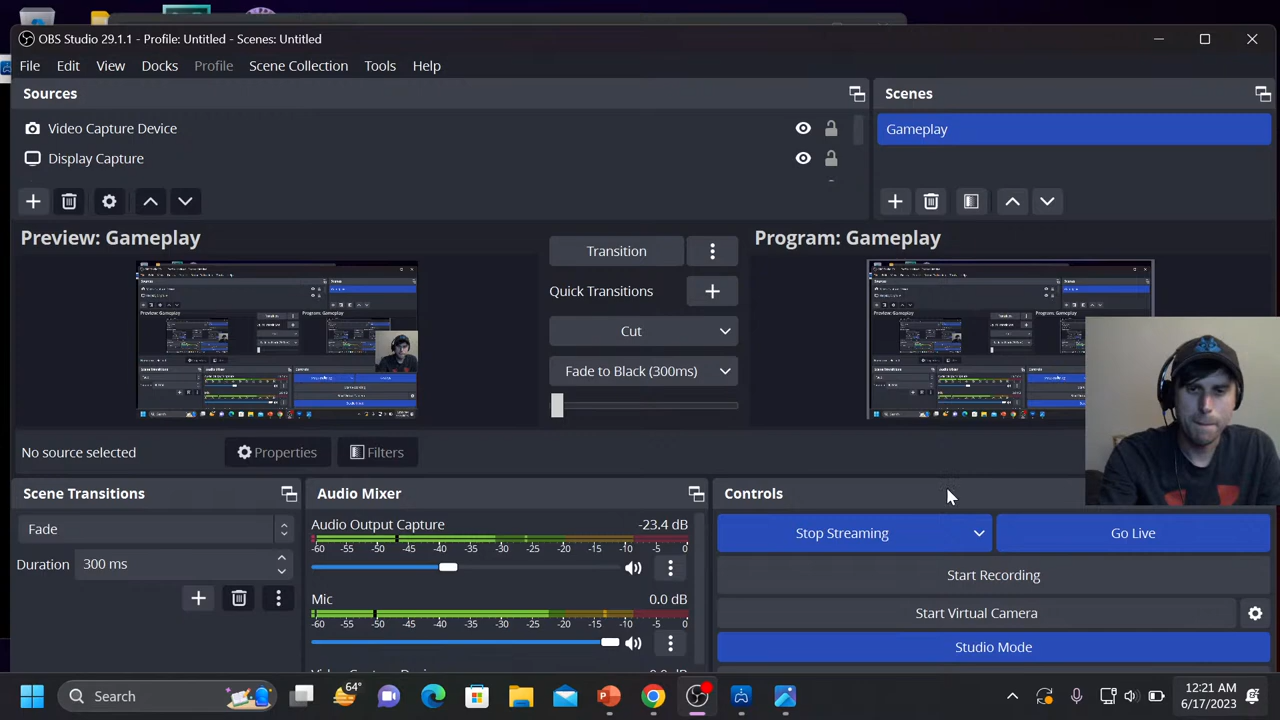 OBS Studio 29.1.1 - Profile: Untitled - Scenes: Untitled
File Edit View Docks Profile Scene Collection Tools Help
Sources
Scenes
Video Capture Device
Display Capture
Gameplay
Preview: Gameplay
Transition
Quick Transitions
Cut
Fade to Black (300ms)
Program: Gameplay
No source selected
Properties
Filters
Scene Transitions
Fade
Duration 300 ms
Audio Mixer
Audio Output Capture -23.4 dB
-60 -55 -50 -45 -40 -35 -30 -25 -20 -15 -10 -5 0
Mic 0.0 dB
-60 -55 -50 -45 -40 -35 -30 -25 -20 -15 -10 -5 0
Controls
Stop Streaming
Go Live
Start Recording
Start Virtual Camera
Studio Mode
Search
64°
12:21 AM
6/17/2023